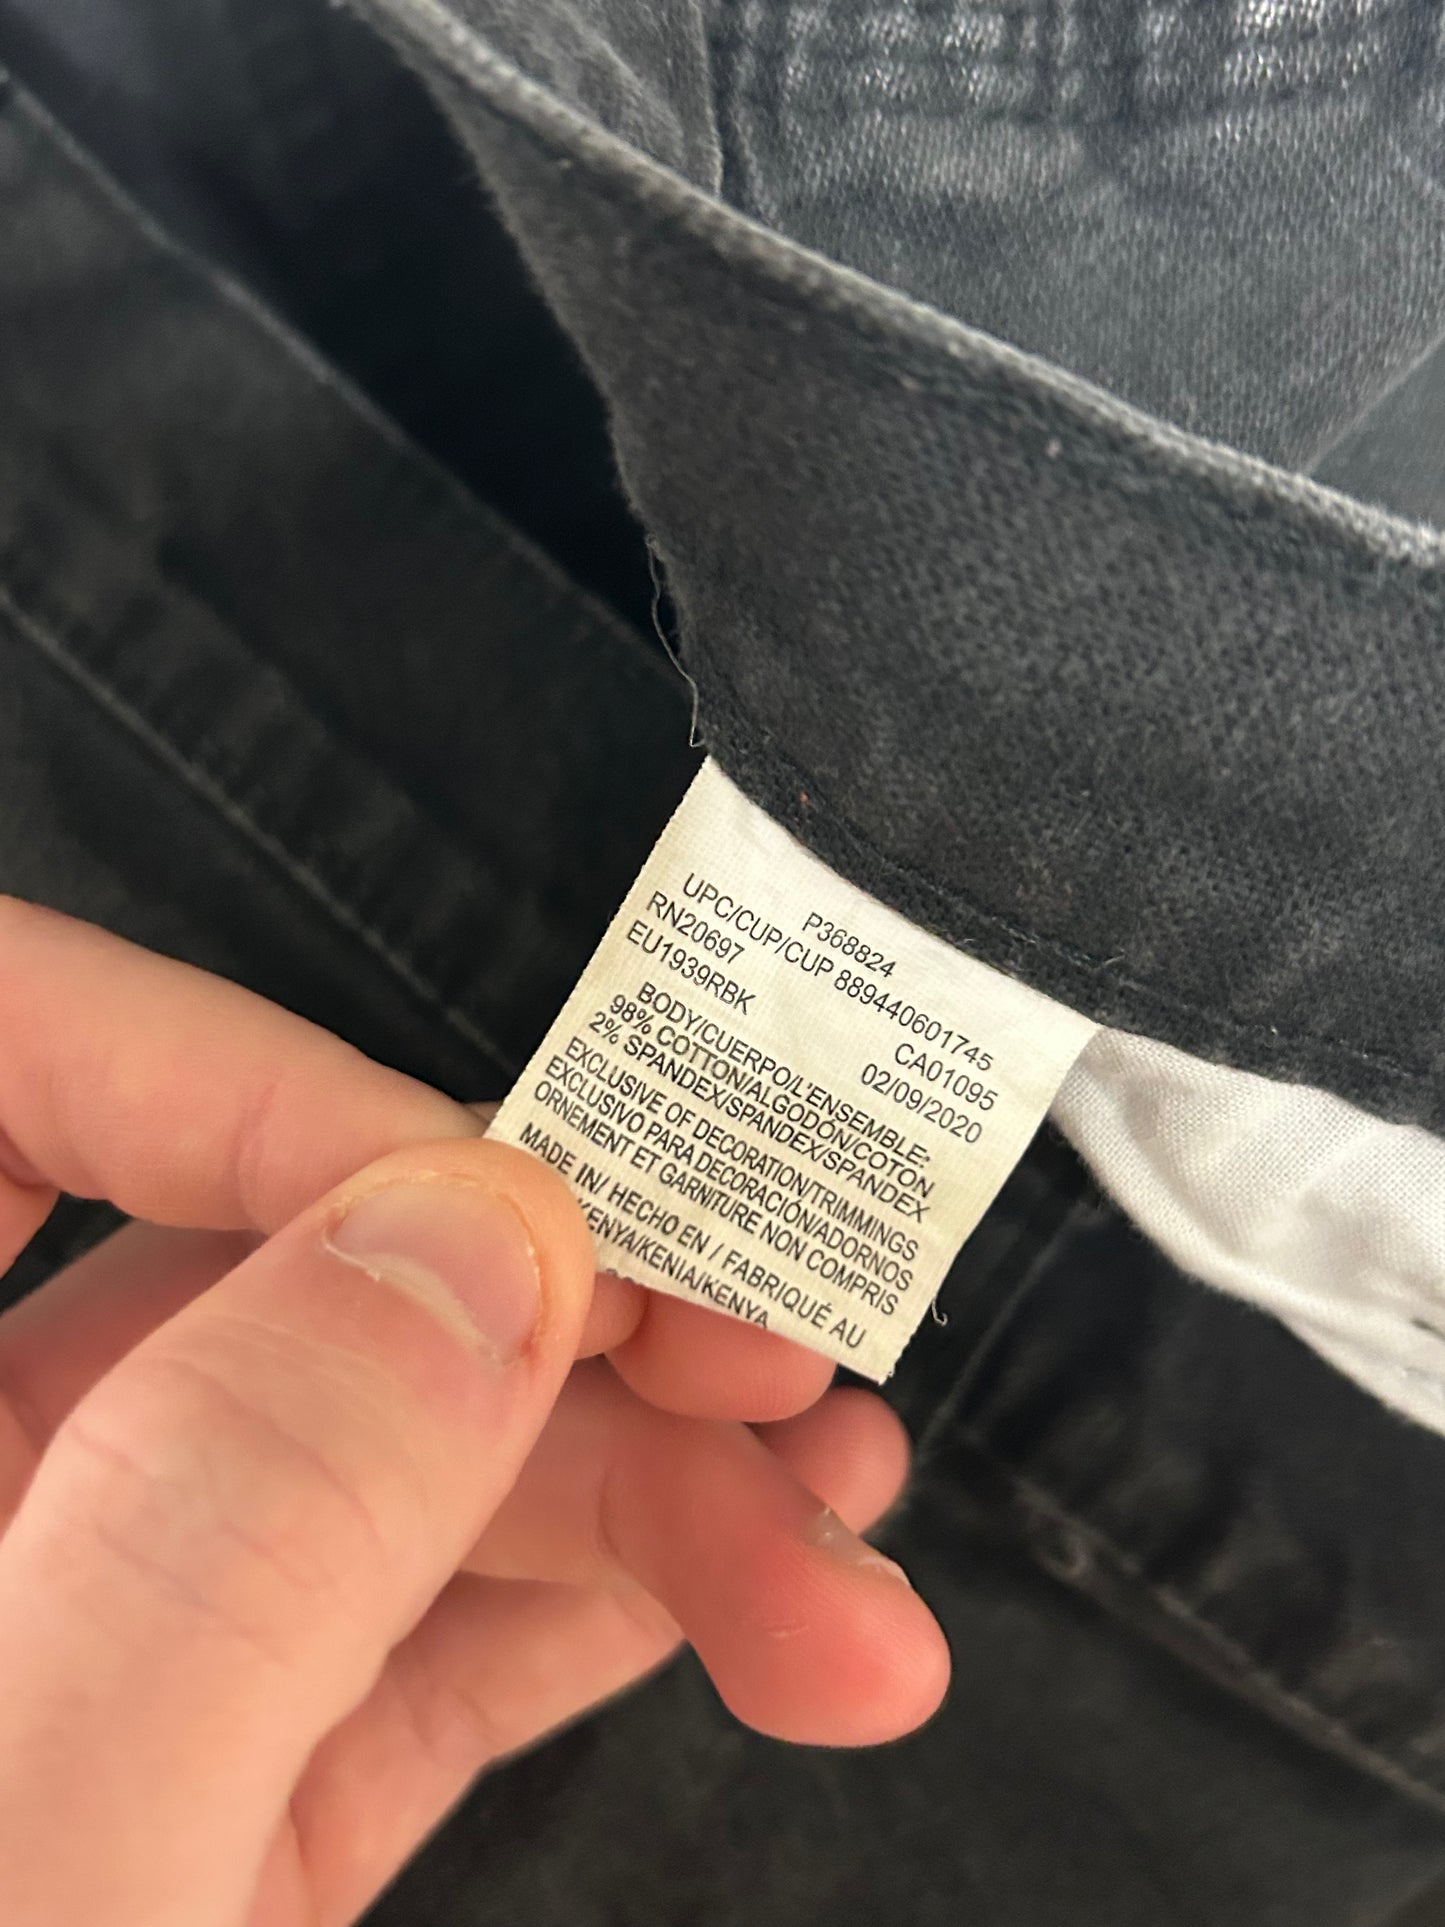 P368824
UPC/CUP/CUP 889440601745
RN20697 CA01095
EU1939RBK 02/09/2020
BODY/CUERPO/L'ENSEMBLE:
98% COTTON/ALGODÓN/COTON
2% SPANDEX/SPANDEX/SPANDEX
EXCLUSIVE OF DECORATION/TRIMMINGS
EXCLUSIVO PARA DECORACIÓN/ADORNOS
ORNEMENT ET GARNITURE NON COMPRIS
MADE IN/ HECHO EN / FABRIQUÉ AU
KENYA/KENIA/KENYA